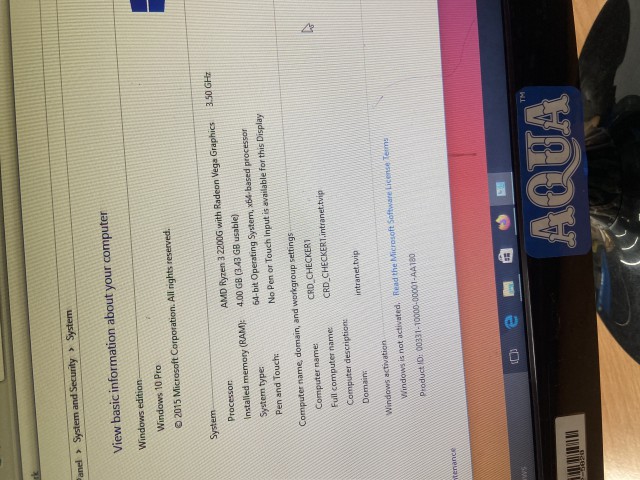 Panel > System and Security > System
View basic information about your computer
Windows edition
Windows 10 Pro
© 2015 Microsoft Corporation. All rights reserved.
System
Processor: AMD Ryzen 3 2200G with Radeon Vega Graphics 3.50 GHz
Installed memory (RAM): 4.00 GB (3.43 GB usable)
System type: 64-bit Operating System, x64-based processor
Pen and Touch: No Pen or Touch Input is available for this Display
Computer name, domain, and workgroup settings
Computer name: CRD_CHECKER1
Full computer name: CRD_CHECKER1.intranet.tvip
Computer description:
Domain: intranet.tvip
Windows activation
Windows is not activated. Read the Microsoft Software License Terms
Product ID: 00331-10000-00001-AA180
tenance
AQUA™